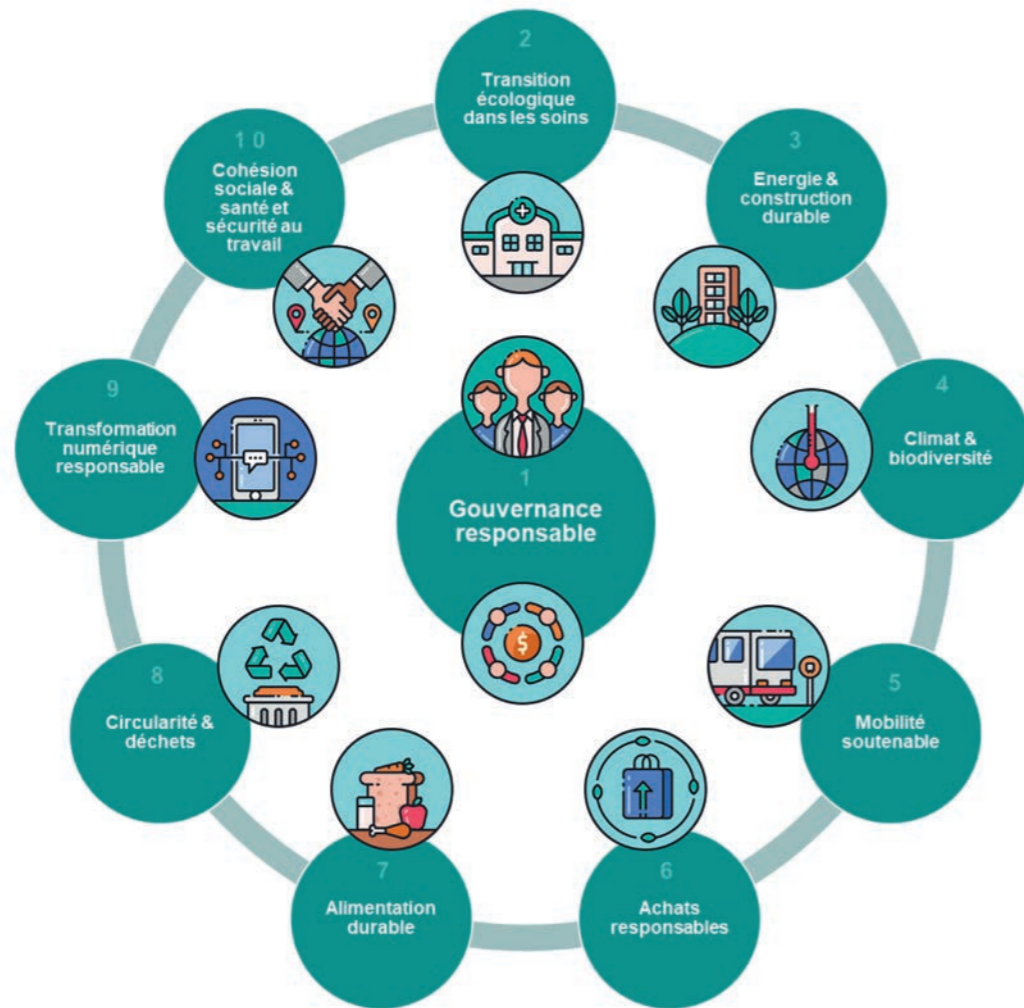 1
Gouvernance
responsable
2
Transition
écologique
dans les soins
3
Energie &
construction
durable
4
Climat &
biodiversité
5
Mobilité
soutenable
6
Achats
responsables
7
Alimentation
durable
8
Circularité &
déchets
9
Transformation
numérique
responsable
10
Cohésion
sociale &
santé et
sécurité au
travail
$